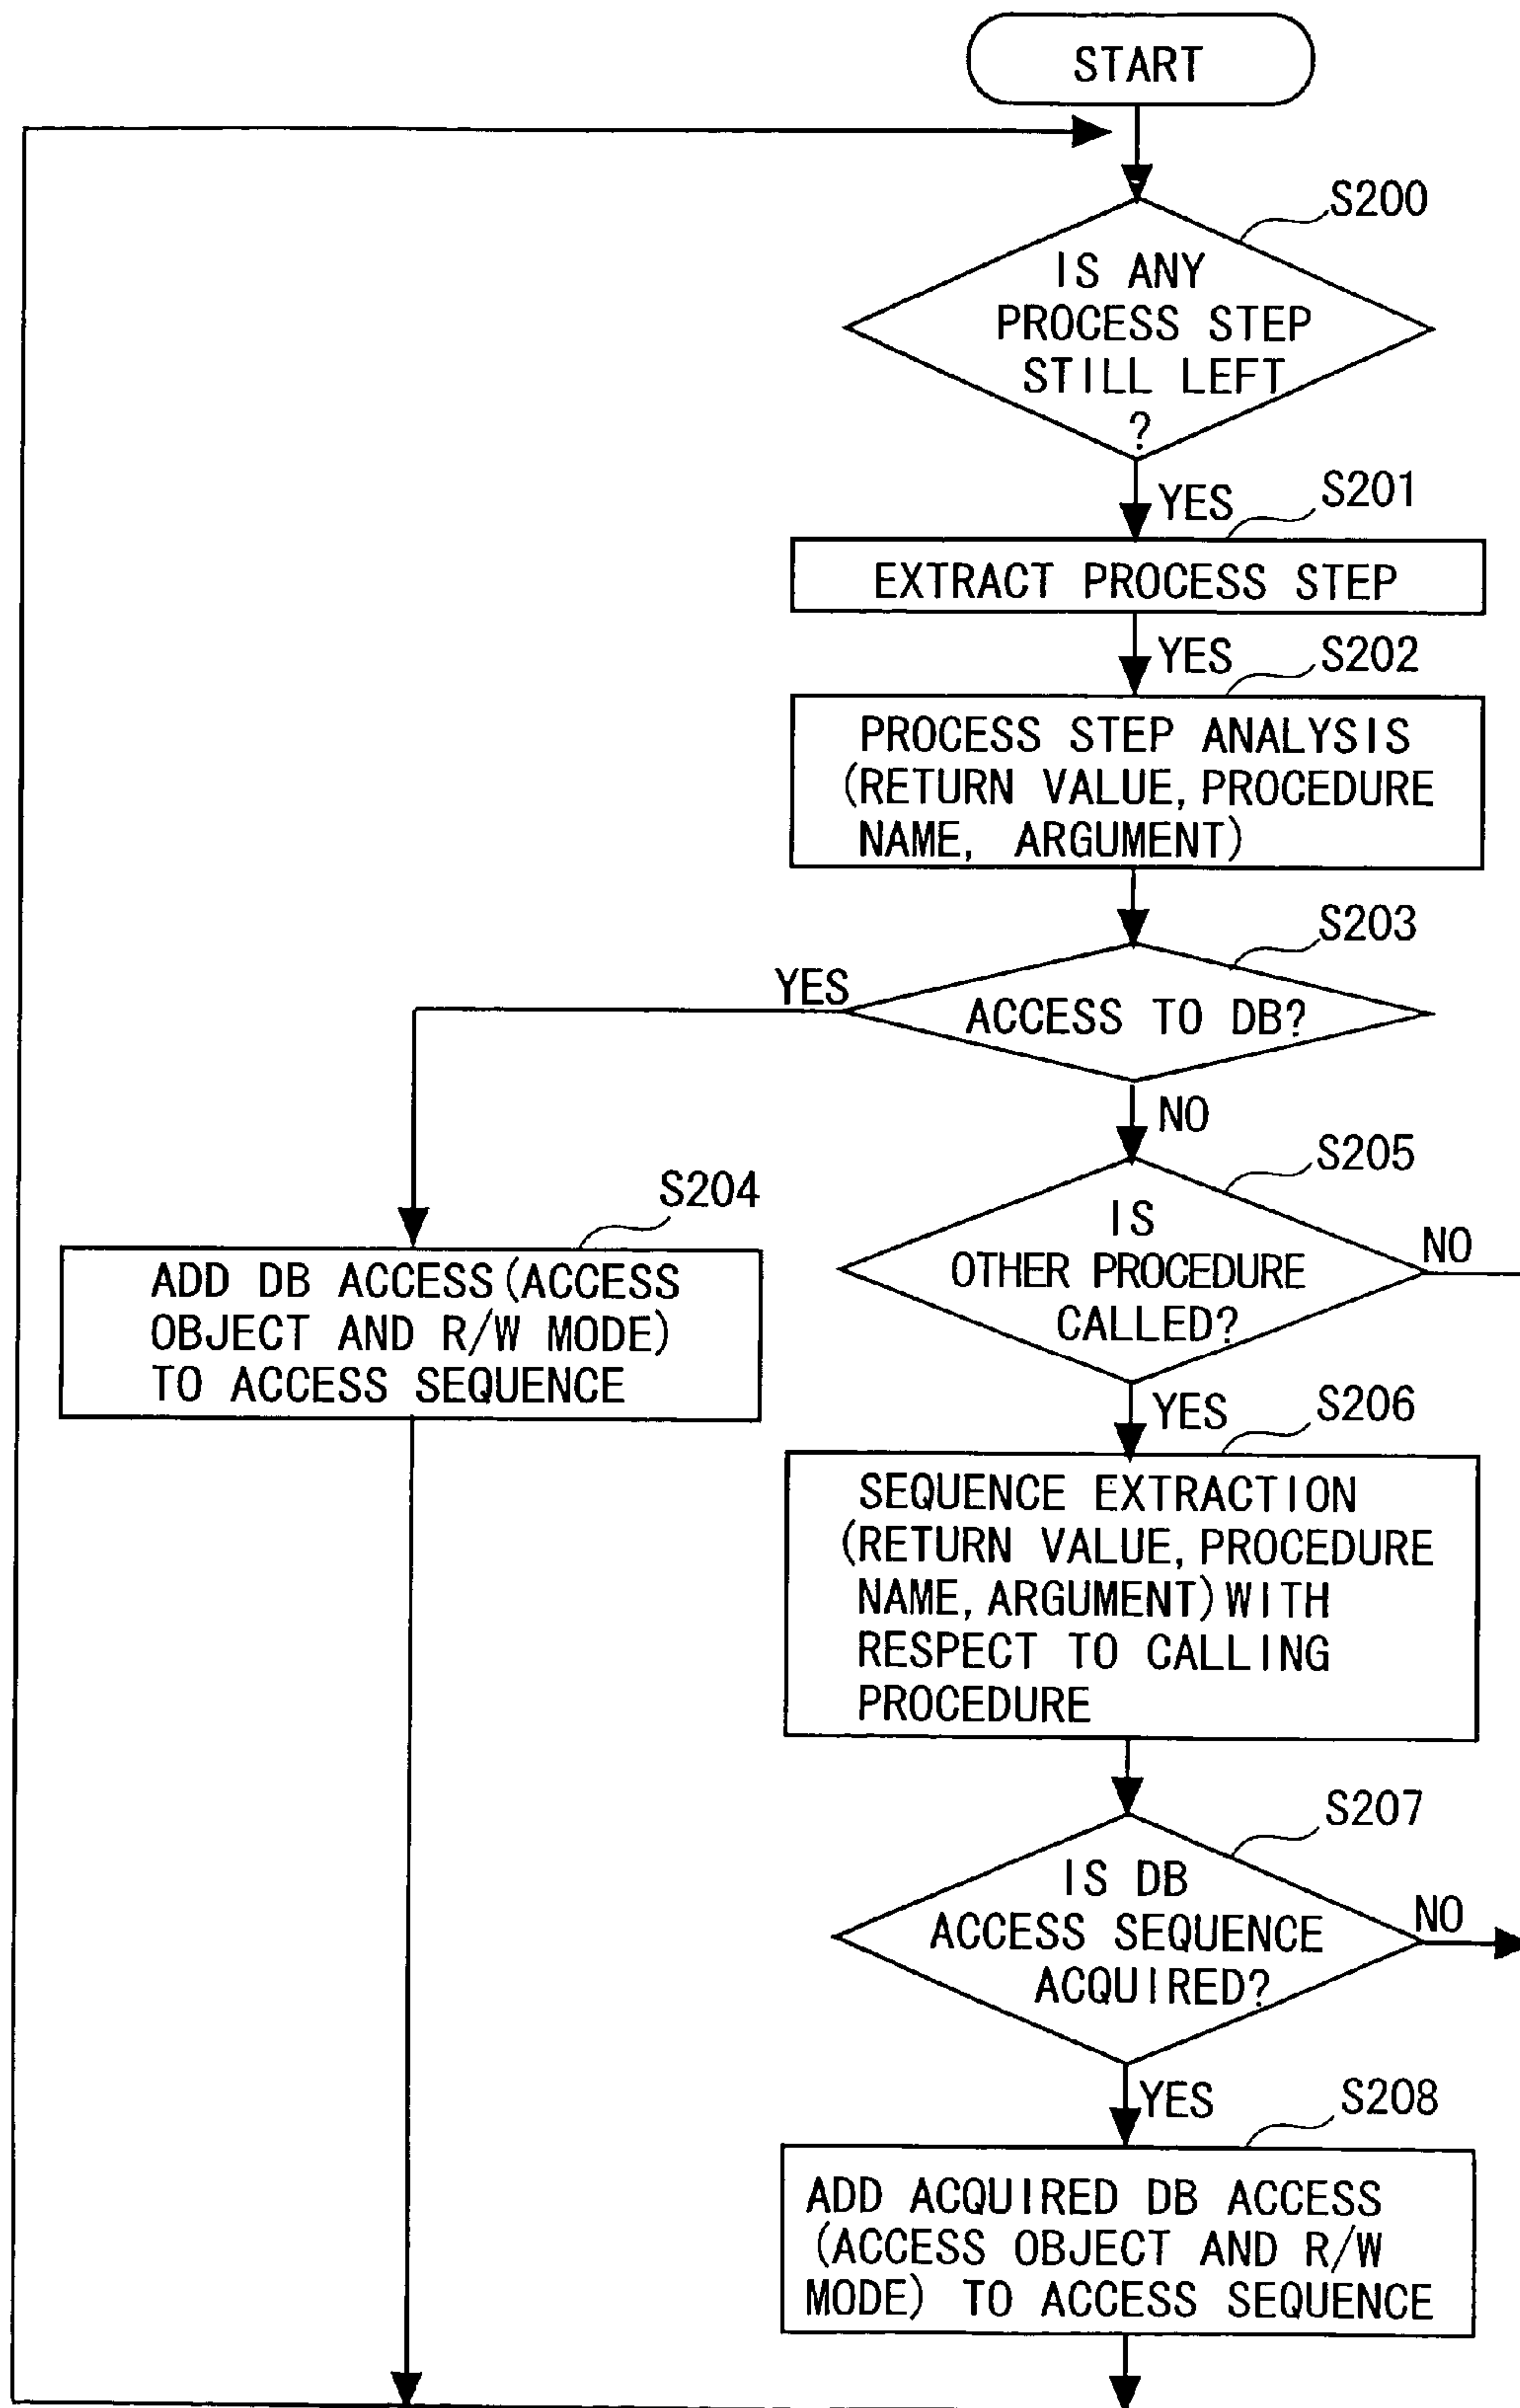 START
S200
IS ANY
PROCESS STEP
STILL LEFT
?
YES
S201
EXTRACT PROCESS STEP
YES
S202
PROCESS STEP ANALYSIS
(RETURN VALUE, PROCEDURE
NAME, ARGUMENT)
S203
YES
ACCESS TO DB?
NO
S205
S204
IS
OTHER PROCEDURE
CALLED?
NO
ADD DB ACCESS(ACCESS
OBJECT AND R/W MODE)
TO ACCESS SEQUENCE
YES
S206
SEQUENCE EXTRACTION
(RETURN VALUE, PROCEDURE
NAME, ARGUMENT)WITH
RESPECT TO CALLING
PROCEDURE
S207
IS DB
ACCESS SEQUENCE
ACQUIRED?
NO
YES
S208
ADD ACQUIRED DB ACCESS
(ACCESS OBJECT AND R/W
MODE) TO ACCESS SEQUENCE